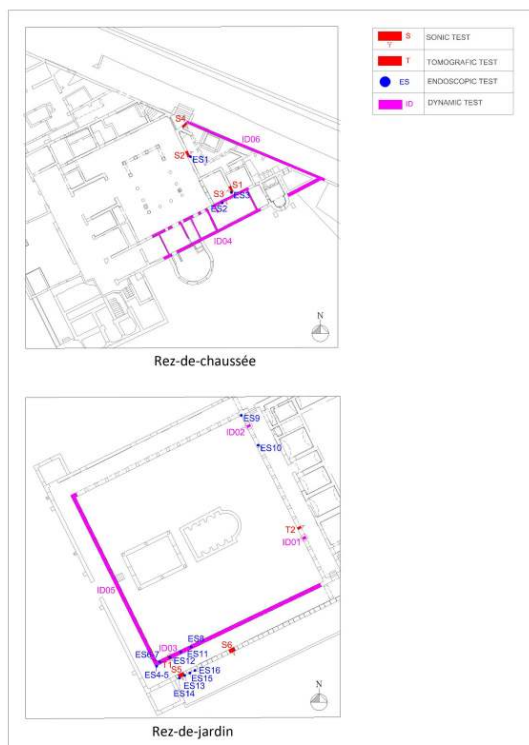 S SONIC TEST
T TOMOGRAFIC TEST
ES ENDOSCOPIC TEST
ID DYNAMIC TEST
S4
ID06
S2
ES1
S1
S3
ES3
ES2
ID04
N
Rez-de-chaussée
ES9
ID02
ES10
T2
ID01
ID05
ES8
ID03
S6
ES6-7
ES11
T1
ES12
ES4-5
S5
ES16
ES15
ES13
ES14
N
Rez-de-jardin